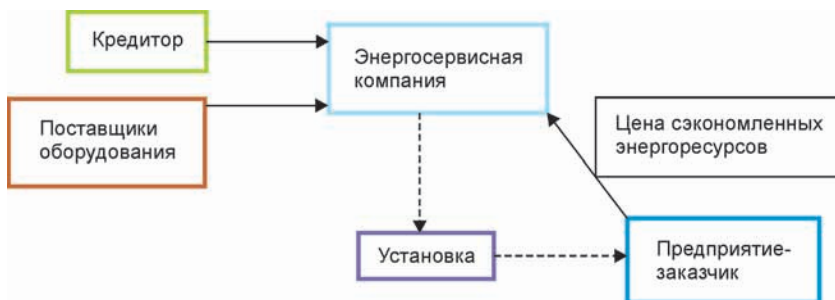 Кредитор
Энергосервисная
компания
Поставщики
оборудования
Цена сэкономленных
энергоресурсов
Установка
Предприятие-
заказчик